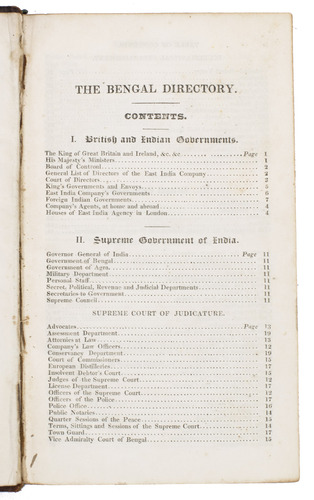 THE BENGAL DIRECTORY.
CONTENTS.
I. British and Indian Governments.
The King of Great Britain and Ireland, &c. &c. Page 1
His Majesty's Ministers 1
Board of Controul 1
General List of Directors of the East India Company 2
Court of Directors 3
King's Governments and Envoys 5
East India Company's Governments 6
Foreign Indian Governments 7
Company's Agents, at home and abroad 4
Houses of East India Agency in London 4
II. Supreme Government of India.
Governor General of India Page 11
Government of Bengal 11
Government of Agra 11
Military Department 11
Personal Staff 11
Secret, Political, Revenue and Judicial Departments 11
Secretaries to Government 11
Supreme Council 11
SUPREME COURT OF JUDICATURE.
Advocates Page 13
Assessment Department 19
Attornies at Law 13
Company's Law Officers 12
Conservancy Department 19
Court of Commissioners 15
European Distilleries 17
Insolvent Debtor's Court 15
Judges of the Supreme Court 12
License Department 17
Officers of the Supreme Court 12
Officers of the Police 17
Police Office 16
Public Notaries 14
Quarter Sessions of the Peace 15
Terms, Sittings and Sessions of the Supreme Court 14
Town Guard 17
Vice Admiralty Court of Bengal 15